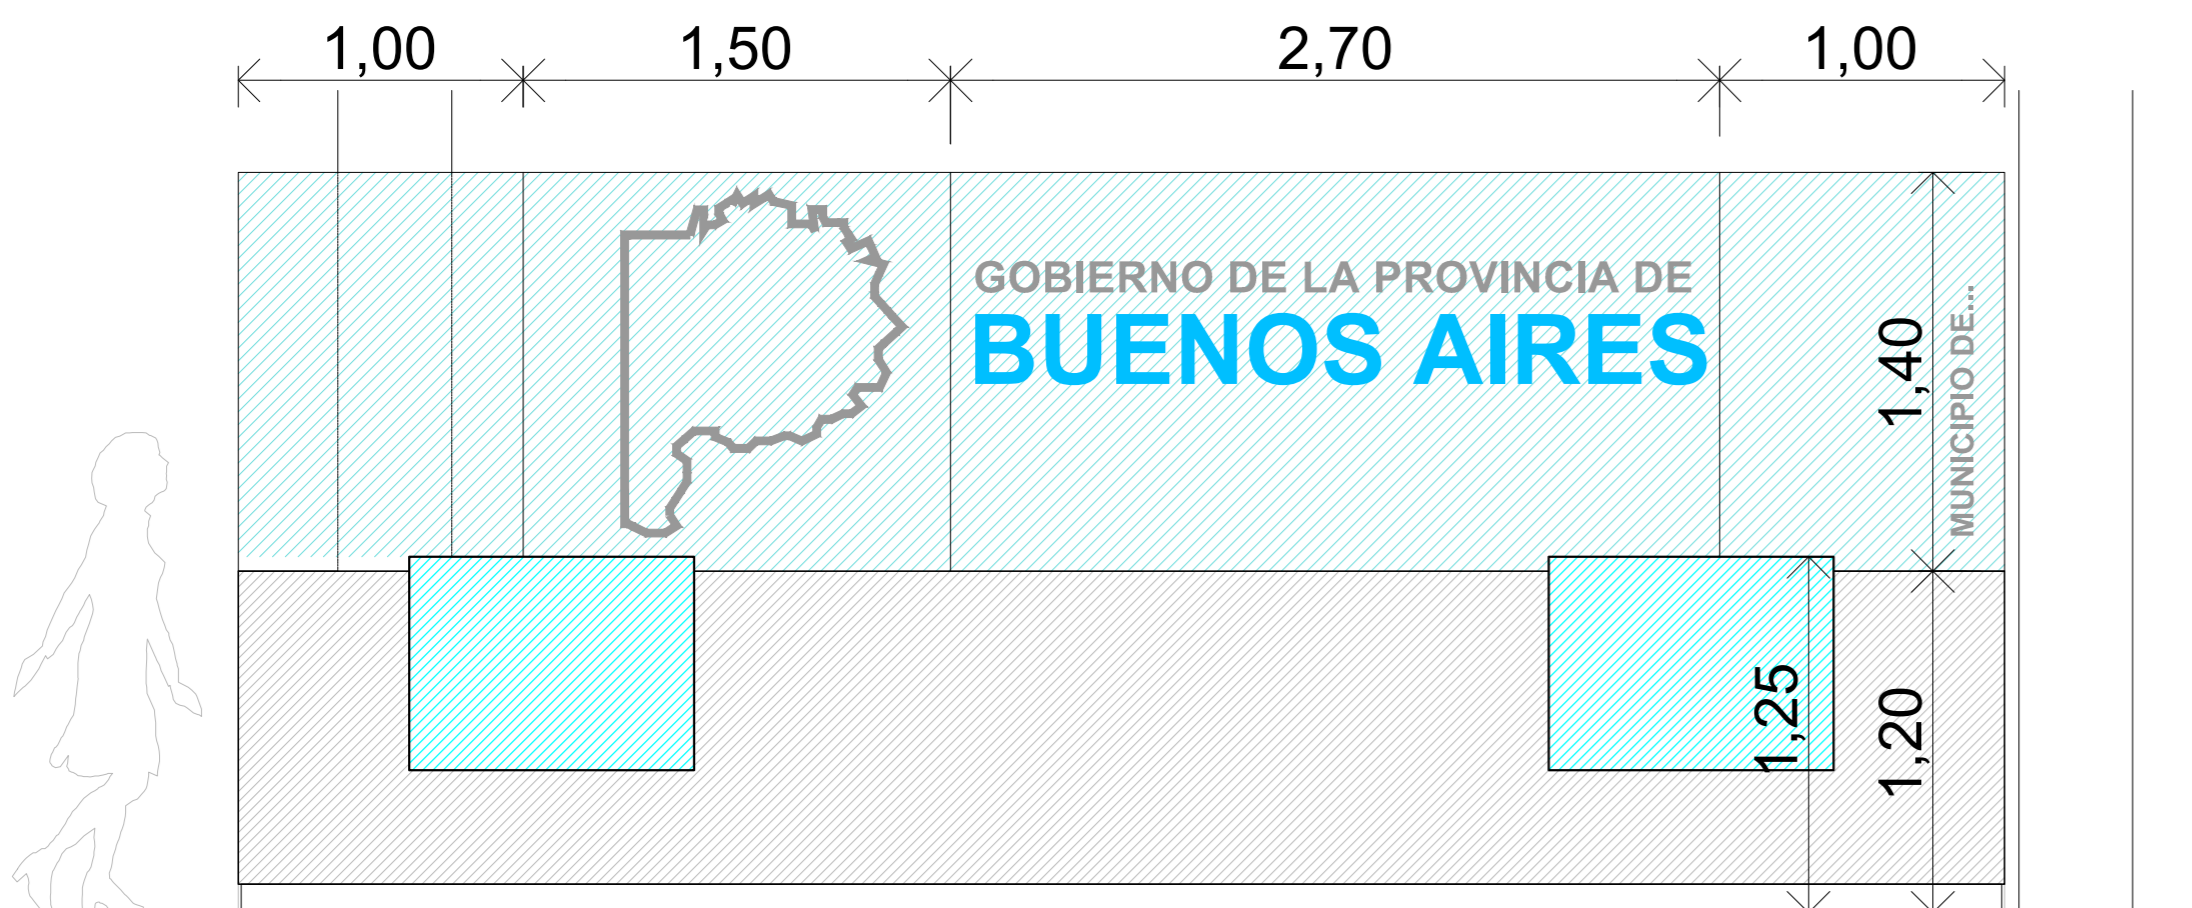 1,00
1,50
2,70
1,00
GOBIERNO DE LA PROVINCIA DE
BUENOS AIRES
1,40
MUNICIPIO DE...
1,25
1,20